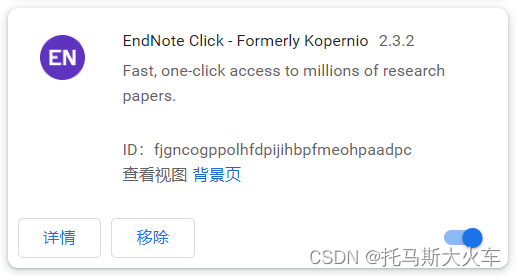 EN
EndNote Click - Formerly Kopernio 2.3.2
Fast, one-click access to millions of research
papers.
ID：fjgncogppolhfdpijihbpfmeohpaadpc
查看视图 背景页
详情 移除
CSDN @托马斯大火车